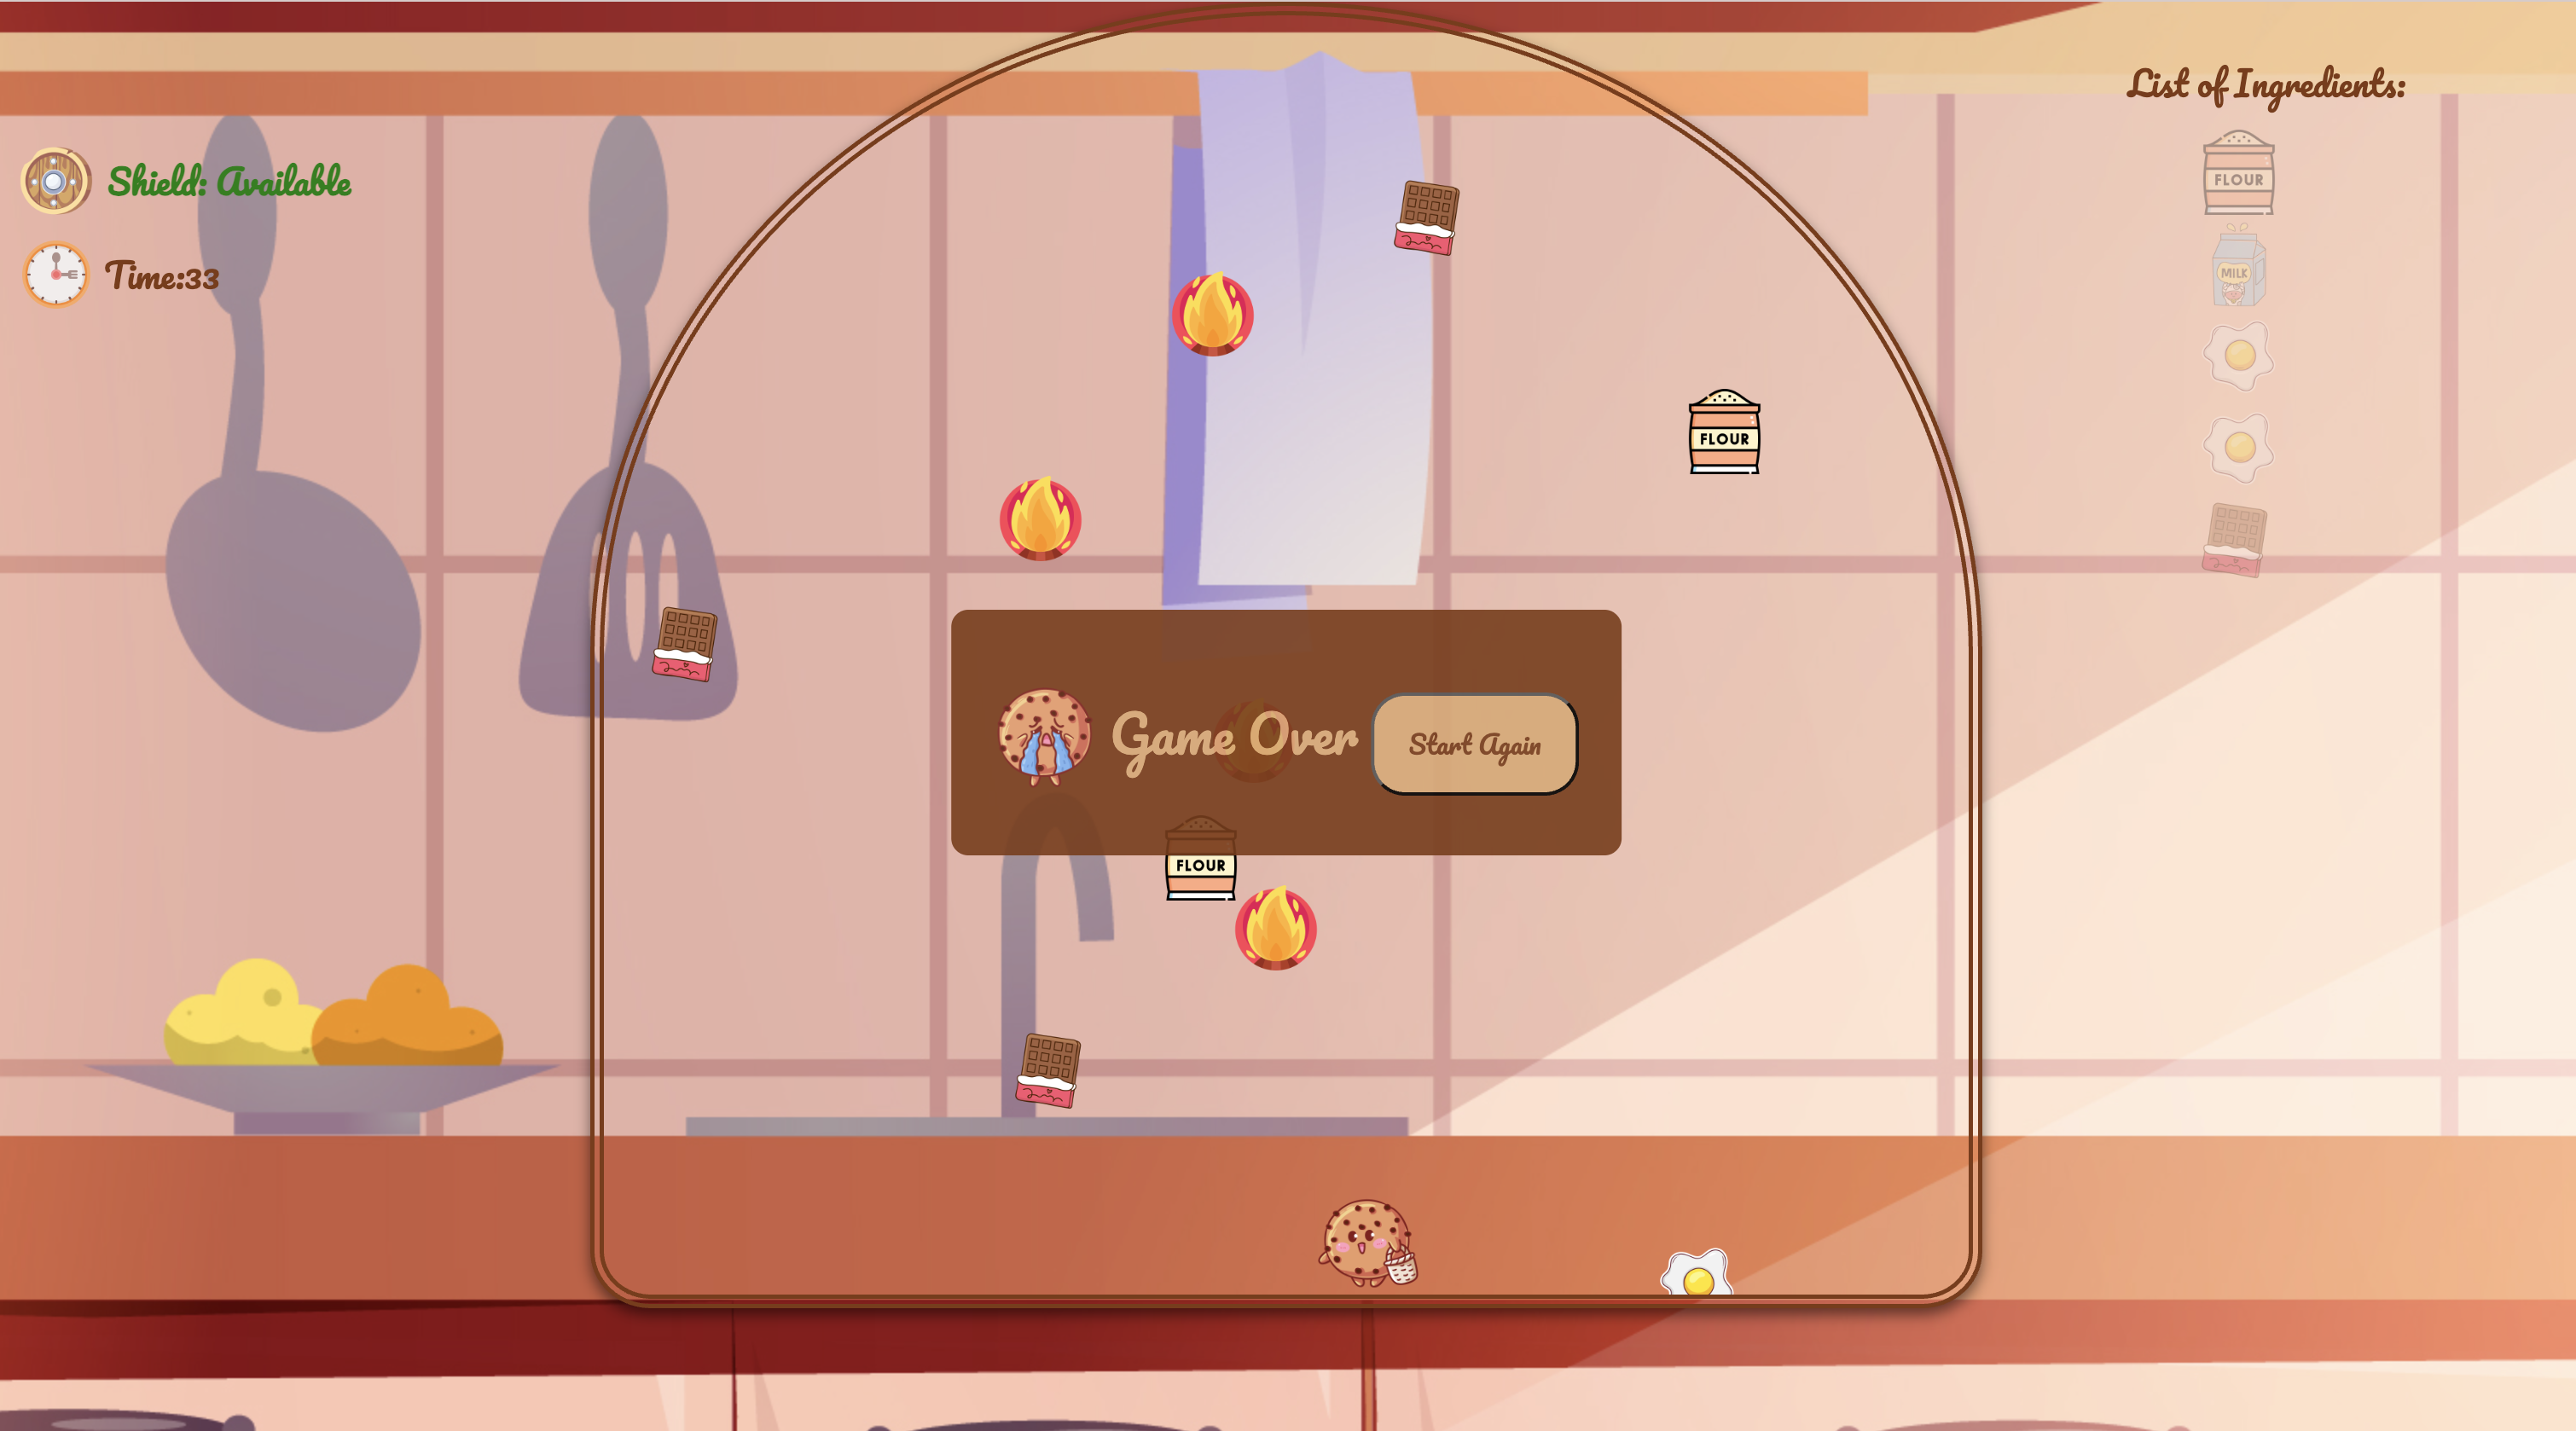 List of Ingredients:
Shield: Available
FLOUR
MILK
Time:33
FLOUR
Game Over
Start Again
FLOUR